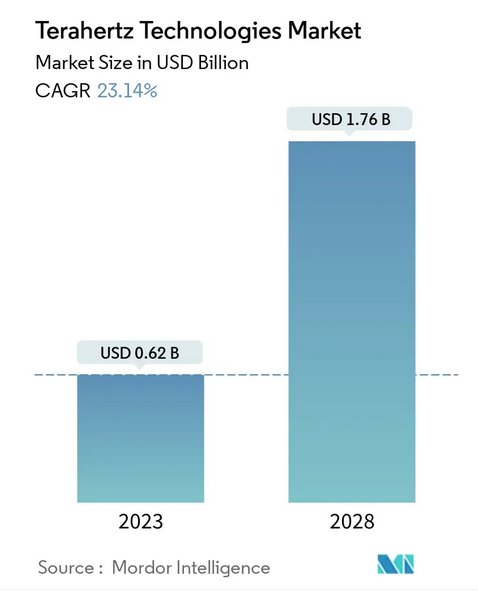 Terahertz Technologies Market
Market Size in USD Billion
CAGR 23.14%
USD 1.76 B
USD 0.62 B
2023 2028
Source : Mordor Intelligence